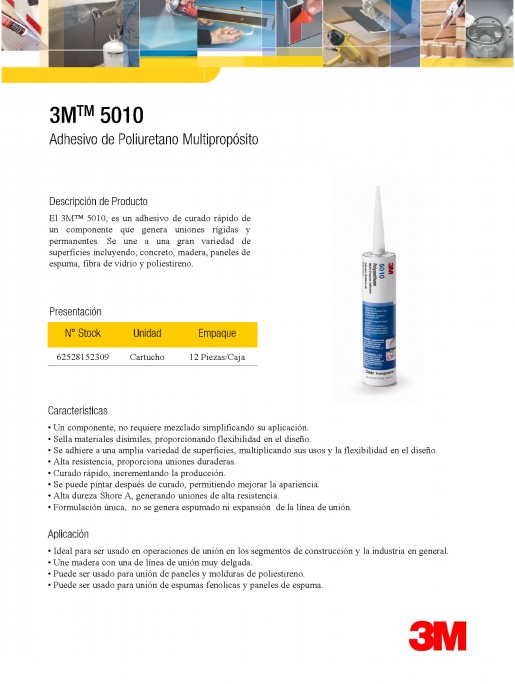 3M™ 5010
Adhesivo de Poliuretano Multipropósito
Descripción de Producto
El 3M™ 5010, es un adhesivo de curado rápido de
un componente que genera uniones rígidas y
permanentes. Se une a una gran variedad de
superficies incluyendo; concreto, madera, paneles de
espuma, fibra de vidrio y poliestireno.
3M
5010
Presentación
N° Stock Unidad Empaque
62528152309 Cartucho 12 Piezas/Caja
Características
• Un componente, no requiere mezclado simplificando su aplicación.
• Sella materiales disímiles, proporcionando flexibilidad en el diseño.
• Se adhiere a una amplia variedad de superficies, multiplicando sus usos y la flexibilidad en el diseño.
• Alta resistencia, proporciona uniones duraderas.
• Curado rápido, incrementando la producción.
• Se puede pintar después de curado, permitiendo mejorar la apariencia.
• Alta dureza Shore A, generando uniones de alta resistencia.
• Formulación única, no se genera espumado ni expansión de la línea de unión.
Aplicación
• Ideal para ser usado en operaciones de unión en los segmentos de construcción y la industria en general.
• Une madera con una de línea de unión muy delgada.
• Puede ser usado para unión de paneles y molduras de poliestireno.
• Puede ser usado para unión de espumas fenolicas y paneles de espuma.
3M